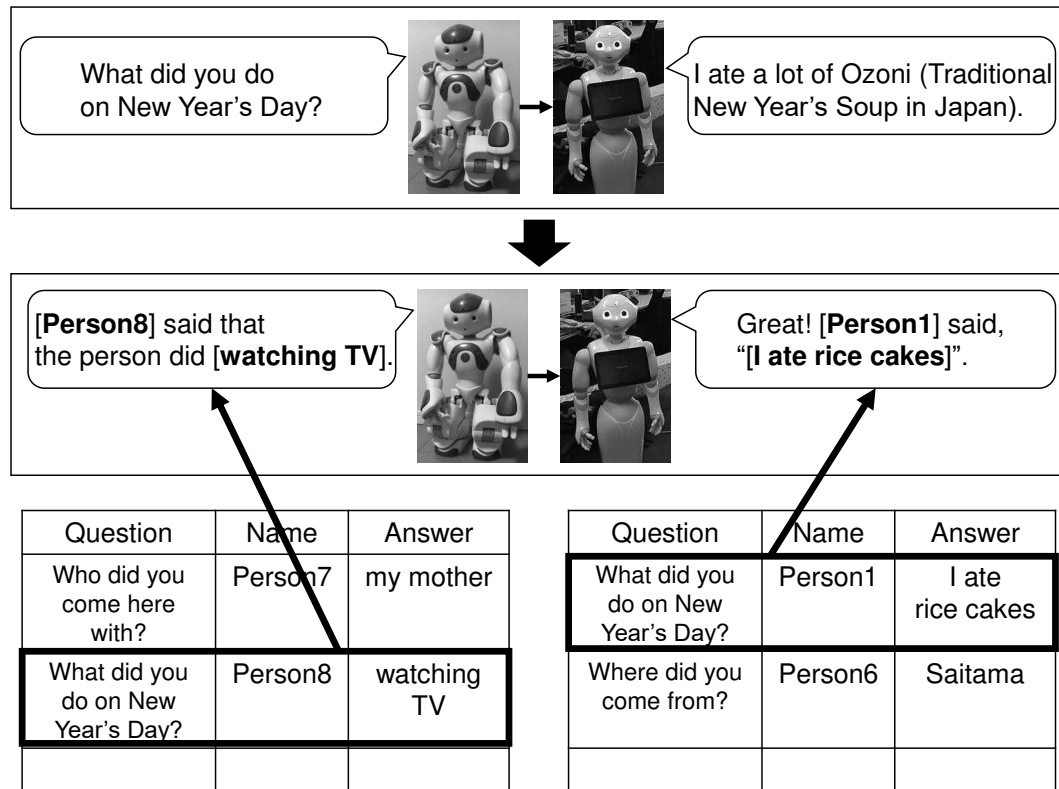 What did you do
on New Year's Day?
I ate a lot of Ozoni (Traditional
New Year's Soup in Japan).
[Person8] said that
the person did [watching TV].
Great! [Person1] said,
“[I ate rice cakes]”.
Question Name Answer
Who did you
come here
with?
Person7
my mother
What did you
do on New
Year's Day?
Person8
watching
TV
Question Name Answer
What did you
do on New
Year's Day?
Person1
I ate
rice cakes
Where did you
come from?
Person6
Saitama